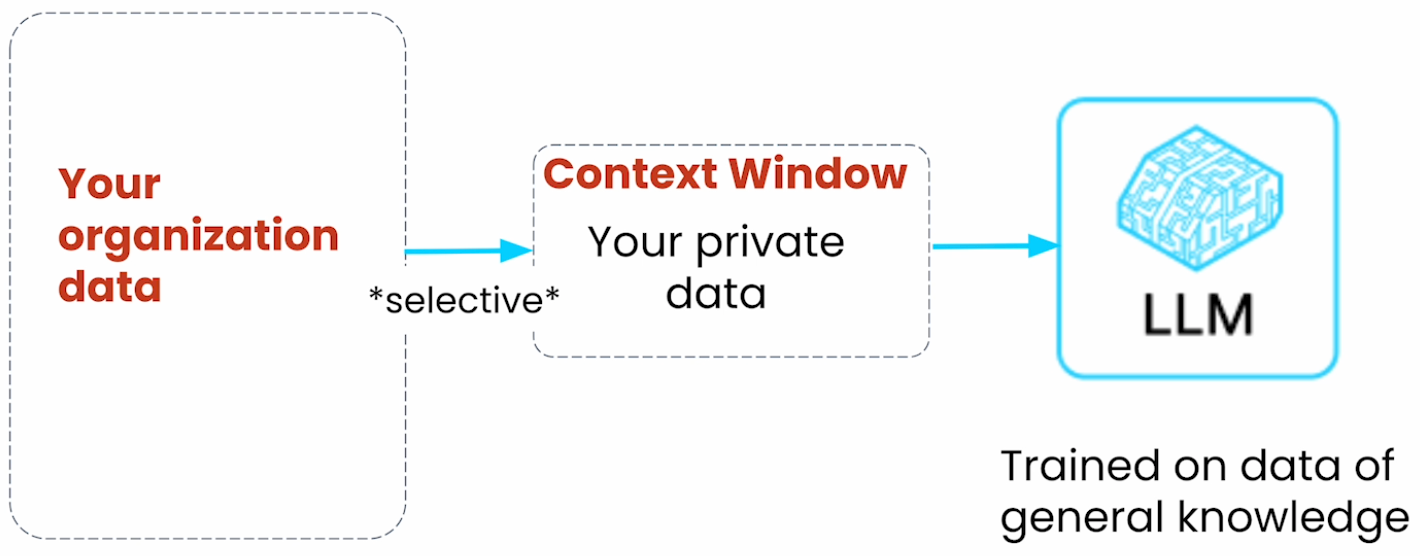 Your
organization
data
*selective*
Context Window
Your private
data
LLM
Trained on data of
general knowledge